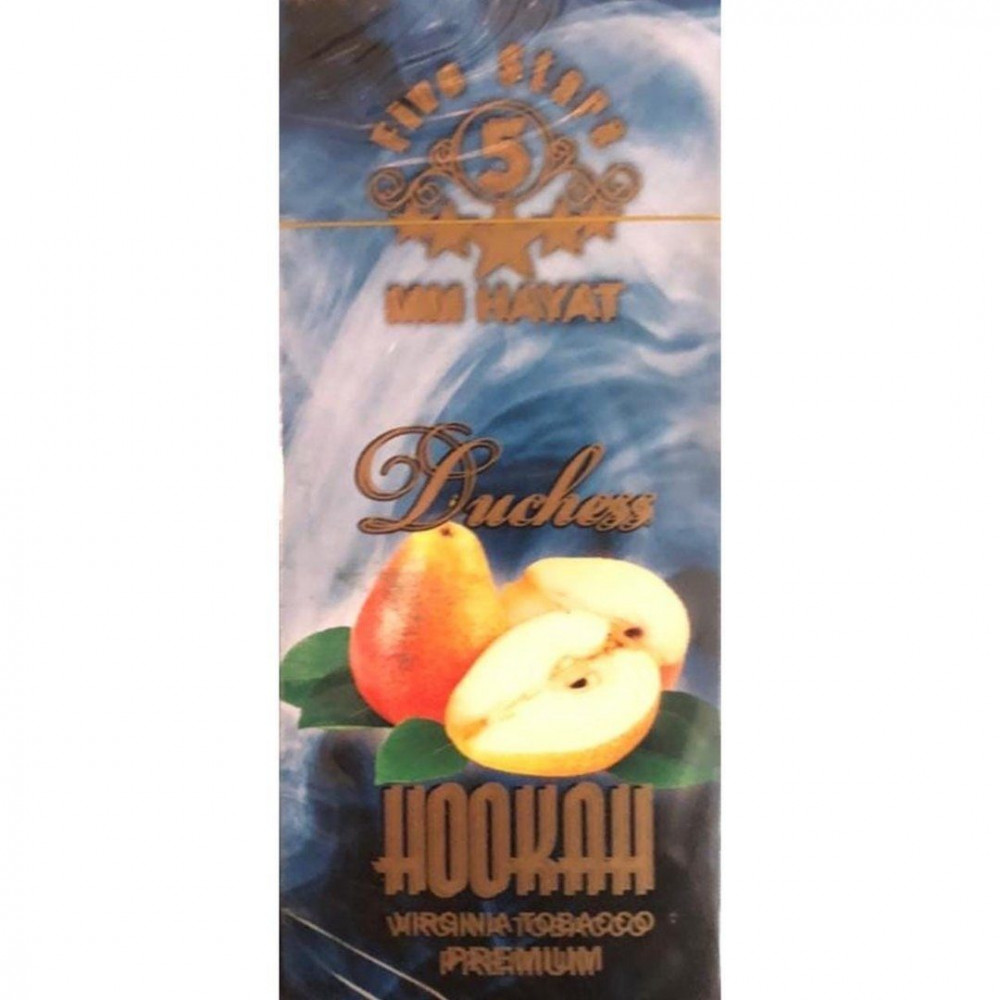 Five Stars
5
MM HAYAT
Duchess
HOOKAH
VIRGINIA TOBACCO
PREMIUM